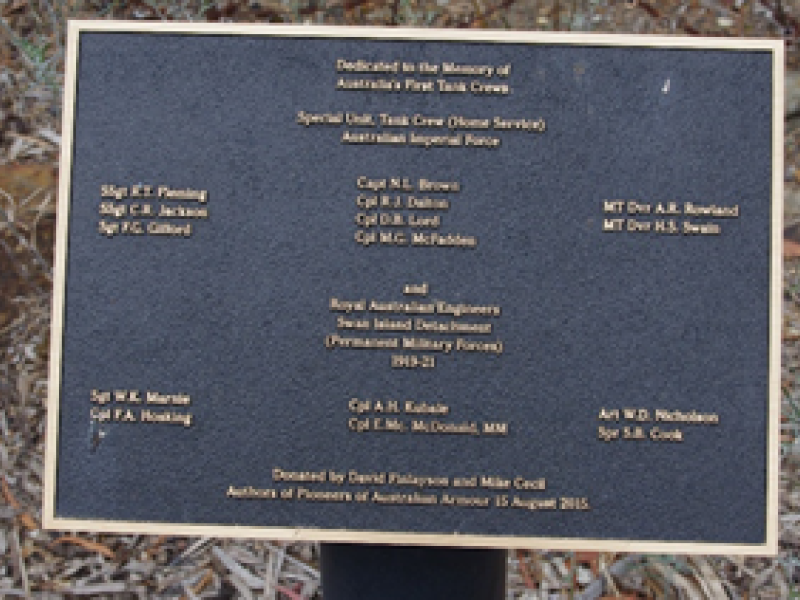 Dedicated to the Memory of
Australia's First Tank Crews
Special Unit, Tank Crew (Home Service)
Australian Imperial Force
SSgt E.T. Fleming
SSgt C.R. Jackson
Sgt F.G. Gifford
Capt N.L. Brown
Cpl R.J. Dalton
Cpl D.B. Lord
Cpl M.G. McFadden
MT Dvr A.R. Rowland
MT Dvr H.S. Swain
and
Royal Australian Engineers
Swan Island Detachment
(Permanent Military Forces)
1919-21
Sgt W.K. Marnie
Cpl F.A. Hosking
Cpl A.H.
Cpl E.Mc. McDonald, MM
Art W.D. Nicholson
Spr S.B. Cook
Donated by David Finlayson and Mike Cecil
Authors of Pioneers of Australian Armour 15 August 2015.